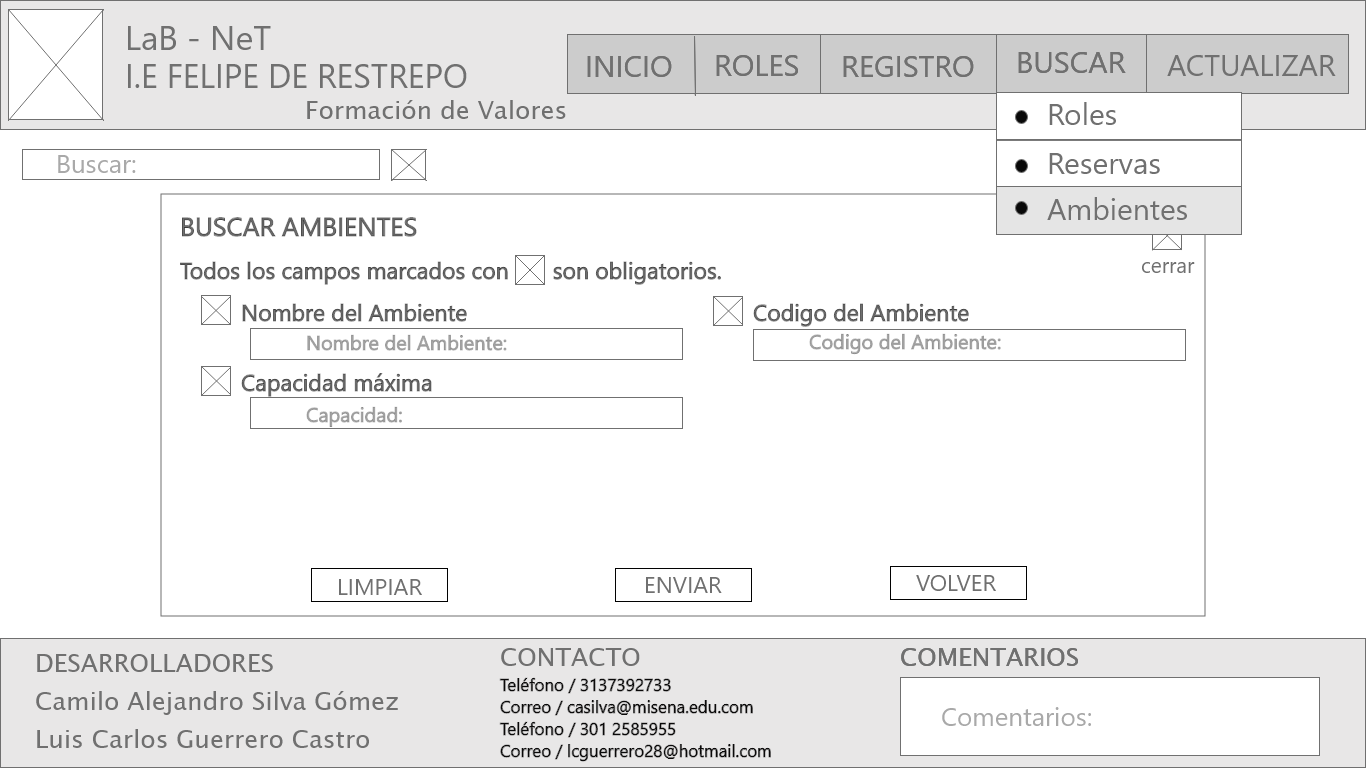 LaB - NeT
I.E FELIPE DE RESTREPO
Formación de Valores
INICIO
ROLES
REGISTRO
BUSCAR
ACTUALIZAR
Roles
Reservas
Ambientes
Buscar:
BUSCAR AMBIENTES
cerrar
Todos los campos marcados con son obligatorios.
Nombre del Ambiente
Nombre del Ambiente:
Codigo del Ambiente
Codigo del Ambiente:
Capacidad máxima
Capacidad:
LIMPIAR
ENVIAR
VOLVER
DESARROLLADORES
Camilo Alejandro Silva Gómez
Luis Carlos Guerrero Castro
CONTACTO
Teléfono / 3137392733
Correo / casilva@misena.edu.com
Teléfono / 301 2585955
Correo / lcguerrero28@hotmail.com
COMENTARIOS
Comentarios: